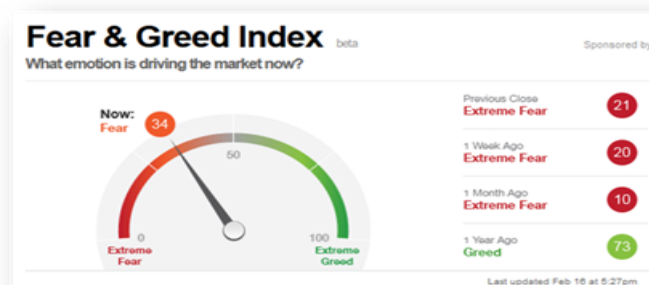 Fear & Greed Index beta
Sponsored by
What emotion is driving the market now?
Now:
Fear
34
50
0
100
Extreme
Fear
Extreme
Greed
Previous Close
Extreme Fear
21
1 Week Ago
Extreme Fear
20
1 Month Ago
Extreme Fear
10
1 Year Ago
Greed
73
Last updated Feb 16 at 5:27pm